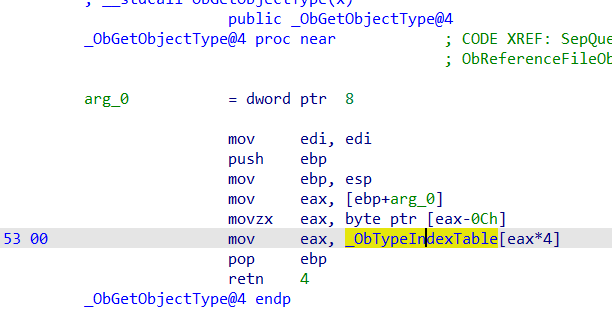 ; __stdcall ObGetObjectType(x)
public _ObGetObjectType@4
_ObGetObjectType@4 proc near ; CODE XREF: SepQue
; ObReferenceFileOb
arg_0 = dword ptr 8
mov edi, edi
push ebp
mov ebp, esp
mov eax, [ebp+arg_0]
movzx eax, byte ptr [eax-0Ch]
53 00 mov eax, _ObTypeIndexTable[eax*4]
pop ebp
retn 4
_ObGetObjectType@4 endp